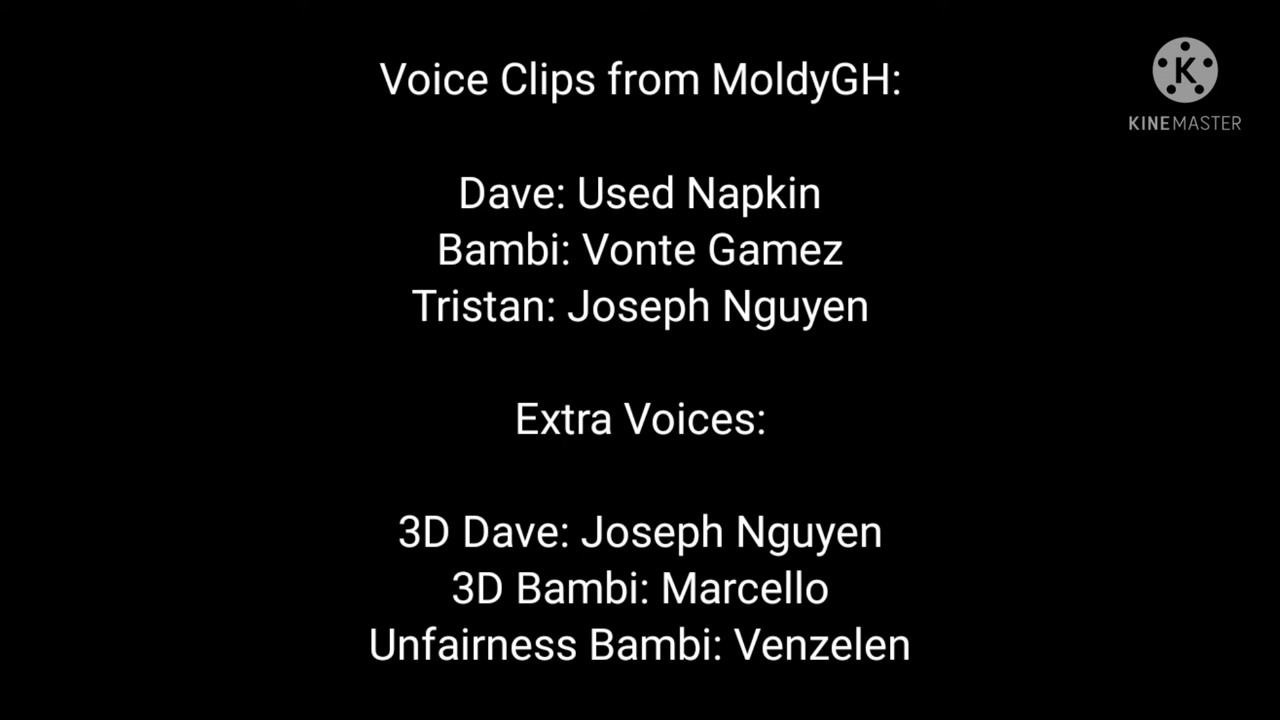 Voice Clips from MoldyGH:
Dave: Used Napkin
Bambi: Vonte Gamez
Tristan: Joseph Nguyen
Extra Voices:
3D Dave: Joseph Nguyen
3D Bambi: Marcello
Unfairness Bambi: Venzelen
K
KINEMASTER